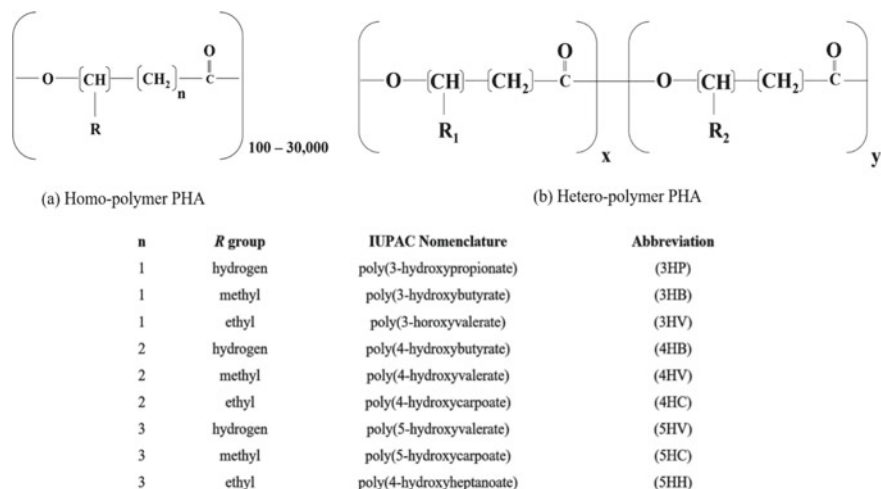 O
O (CH) (CH₂)n C
R
100 – 30,000
(a) Homo-polymer PHA
O O
O (CH) (CH₂) C O (CH) (CH₂) C
R₁ R₂
x y
(b) Hetero-polymer PHA
n R group IUPAC Nomenclature Abbreviation
1 hydrogen poly(3-hydroxypropionate) (3HP)
1 methyl poly(3-hydroxybutyrate) (3HB)
1 ethyl poly(3-horoxyvalerate) (3HV)
2 hydrogen poly(4-hydroxybutyrate) (4HB)
2 methyl poly(4-hydroxyvalerate) (4HV)
2 ethyl poly(4-hydroxycarpoate) (4HC)
3 hydrogen poly(5-hydroxyvalerate) (5HV)
3 methyl poly(5-hydroxycarpoate) (5HC)
3 ethyl poly(4-hydroxyheptanoate) (5HH)